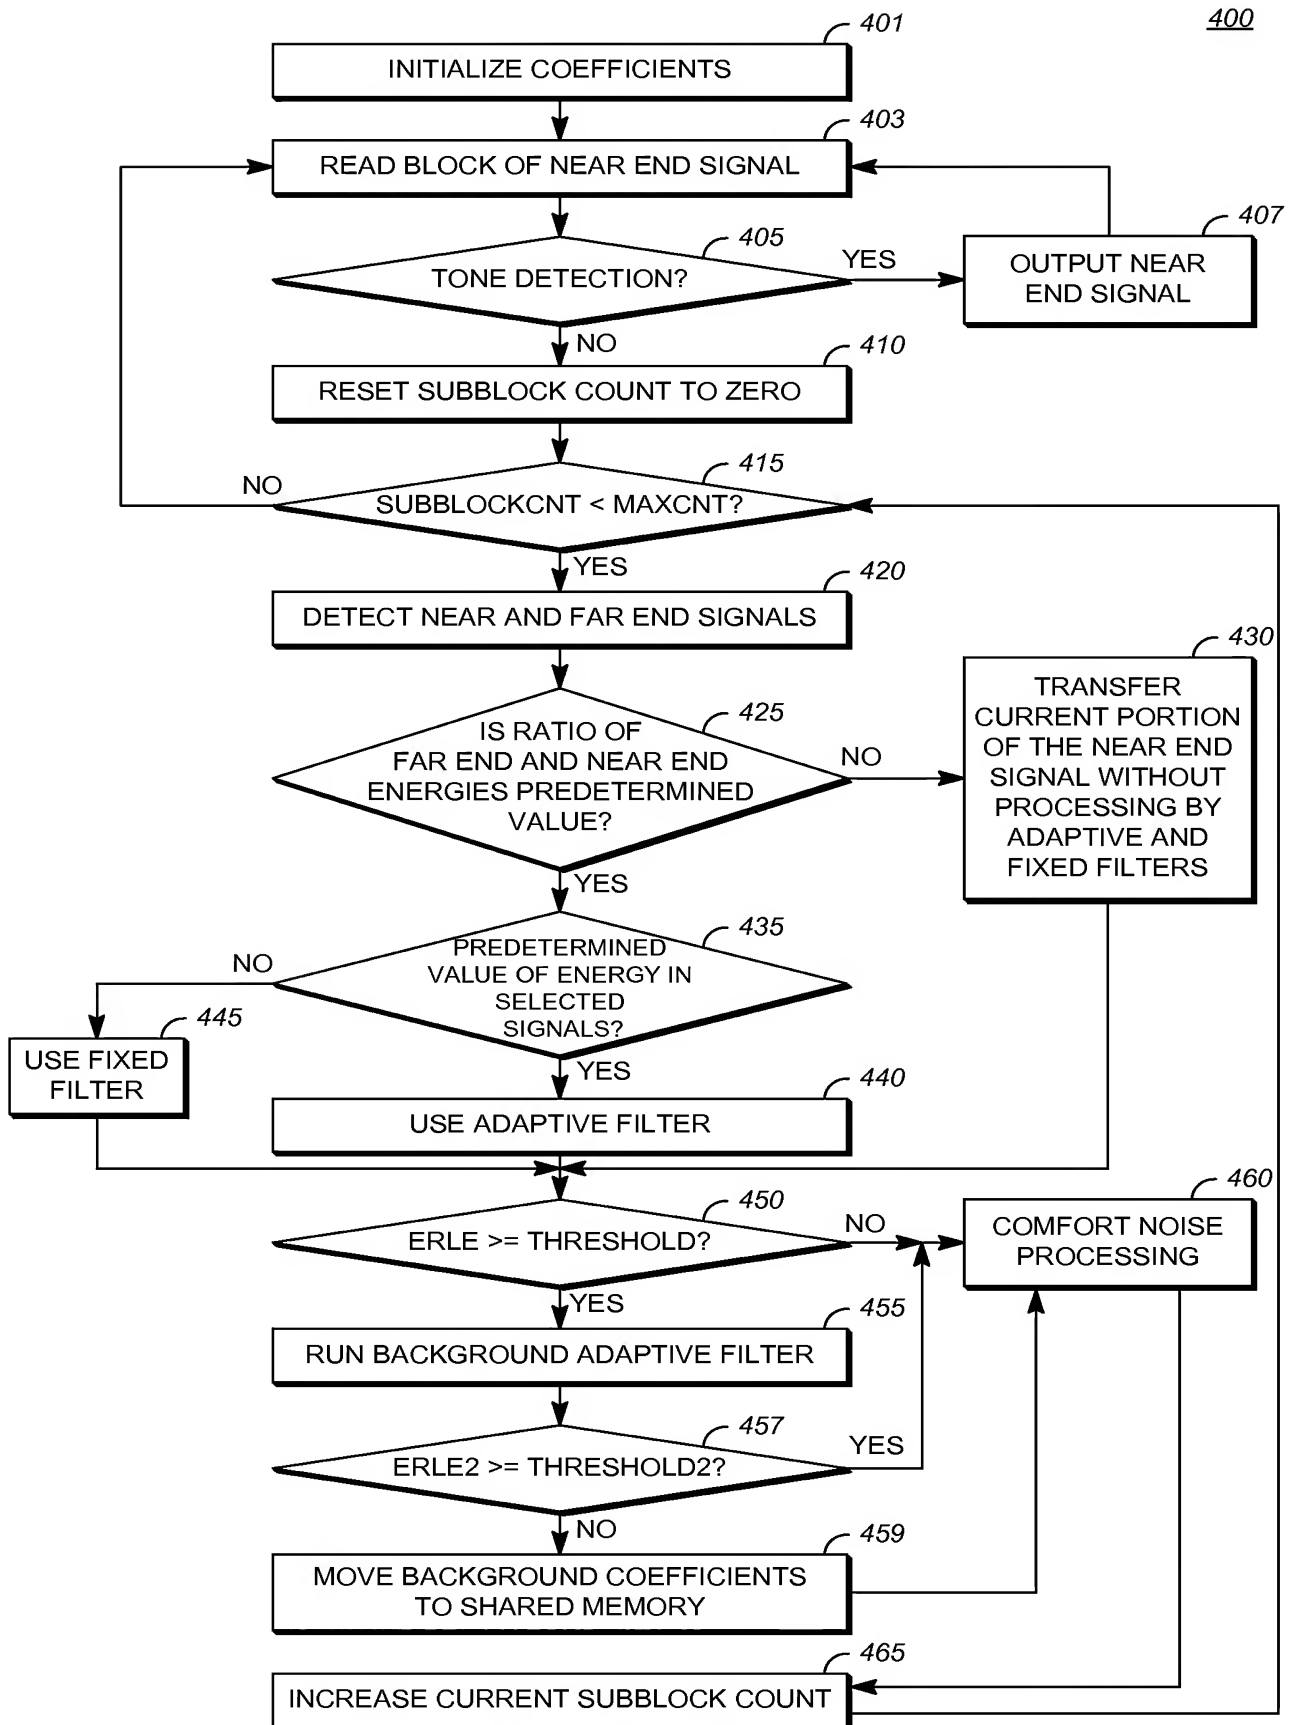 400
401
INITIALIZE COEFFICIENTS
403
READ BLOCK OF NEAR END SIGNAL
405
TONE DETECTION?
YES
407
OUTPUT NEAR
END SIGNAL
NO
410
RESET SUBBLOCK COUNT TO ZERO
415
NO
SUBBLOCKCNT < MAXCNT?
YES
420
DETECT NEAR AND FAR END SIGNALS
425
IS RATIO OF
FAR END AND NEAR END
ENERGIES PREDETERMINED
VALUE?
NO
430
TRANSFER
CURRENT PORTION
OF THE NEAR END
SIGNAL WITHOUT
PROCESSING BY
ADAPTIVE AND
FIXED FILTERS
YES
435
PREDETERMINED
VALUE OF ENERGY IN
SELECTED
SIGNALS?
NO
445
USE FIXED
FILTER
YES
440
USE ADAPTIVE FILTER
450
ERLE >= THRESHOLD?
NO
460
COMFORT NOISE
PROCESSING
YES
455
RUN BACKGROUND ADAPTIVE FILTER
457
ERLE2 >= THRESHOLD2?
YES
NO
459
MOVE BACKGROUND COEFFICIENTS
TO SHARED MEMORY
465
INCREASE CURRENT SUBBLOCK COUNT